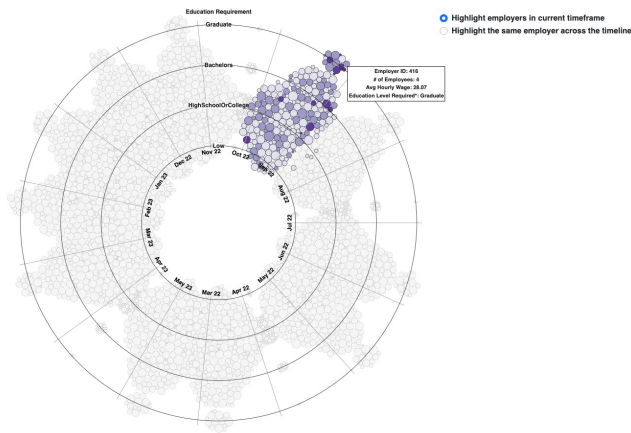 Education Requirement
Graduate
Bachelors
HighSchoolOrCollege
Low
Highlight employers in current timeframe
Highlight the same employer across the timeline
Employer ID: 416
# of Employees: 4
Avg Hourly Wage: 28.07
Education Level Required*: Graduate
Nov 22
Oct 22
Sep 22
Aug 22
Jul 22
Jun 22
May 22
Apr 22
Mar 22
May 23
Apr 23
Mar 23
Feb 23
Jan 23
Dec 22